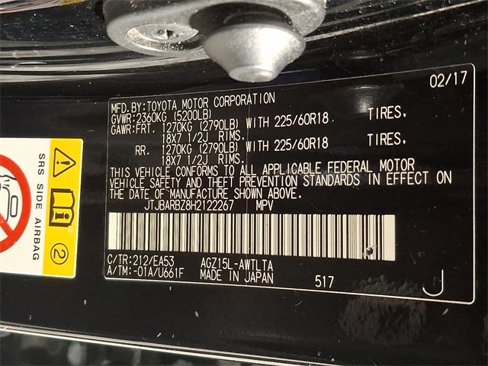 02/17
MFD.BY:TOYOTA MOTOR CORPORATION
GVWR:2360KG (5200LB)
GAWR:FRT. 1270KG (2790LB) WITH 225/60R18 TIRES.
18X7 1/2J RIMS.
RR. 1270KG (2790LB) WITH 225/60R18 TIRES.
18X7 1/2J RIMS.
THIS VEHICLE CONFORMS TO ALL APPLICABLE FEDERAL MOTOR
VEHICLE SAFETY AND THEFT PREVENTION STANDARDS IN EFFECT ON
THE DATE OF MANUFACTURE SHOWN ABOVE.
JTJBARBZ8H2122267 MPV
C/TR:212/EA53 AGZ15L-AWTLTA
A/TM:-01A/U661F MADE IN JAPAN 517 J
SRS SIDE AIRBAG
2